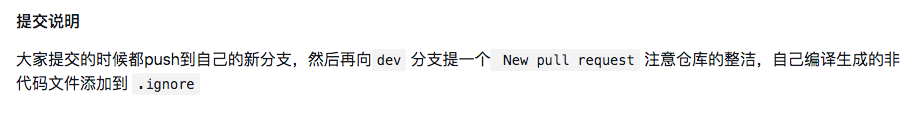 提交说明
大家提交的时候都push到自己的新分支，然后再向 dev 分支提一个 New pull request 注意仓库的整洁，自己编译生成的非
代码文件添加到 .ignore